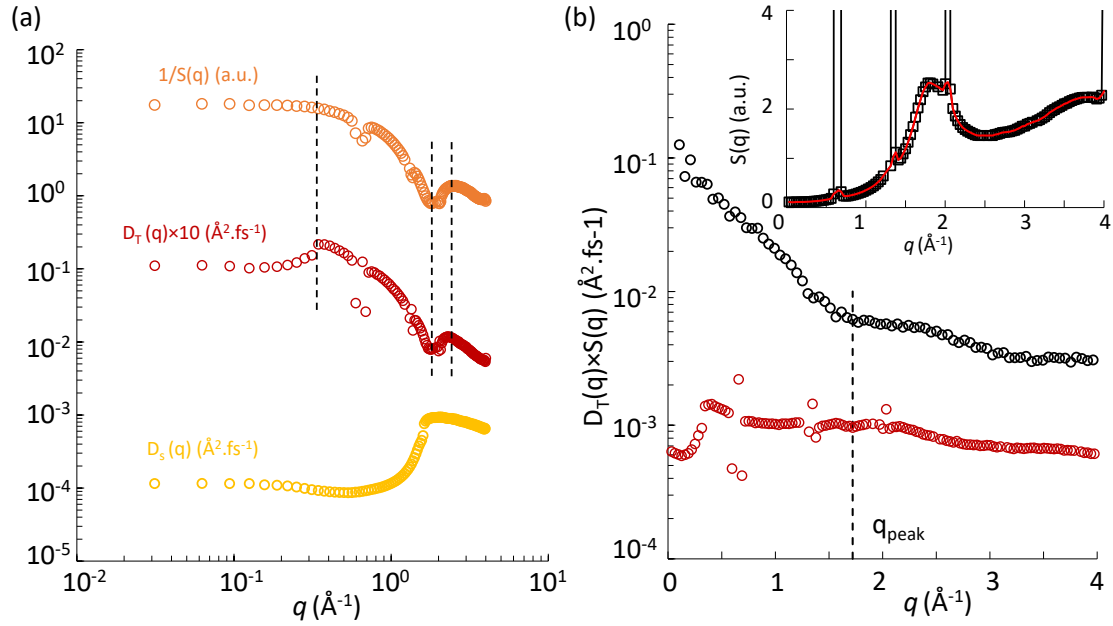 (a)
10²
10¹
10⁰
10⁻¹
10⁻²
10⁻³
10⁻⁴
10⁻⁵
1/S(q) (a.u.)
D_T(q)×10 (Å².fs⁻¹)
D_s(q) (Å².fs⁻¹)
10⁻² 10⁻¹ 10⁰ 10¹
q (Å⁻¹)
(b)
10⁰
10⁻¹
10⁻²
10⁻³
10⁻⁴
D_T(q)×S(q) (Å².fs-1)
q_peak
0 1 2 3 4
q (Å⁻¹)
4
2
0
S(q) (a.u.)
0 1 2 3 4
q (Å⁻¹)